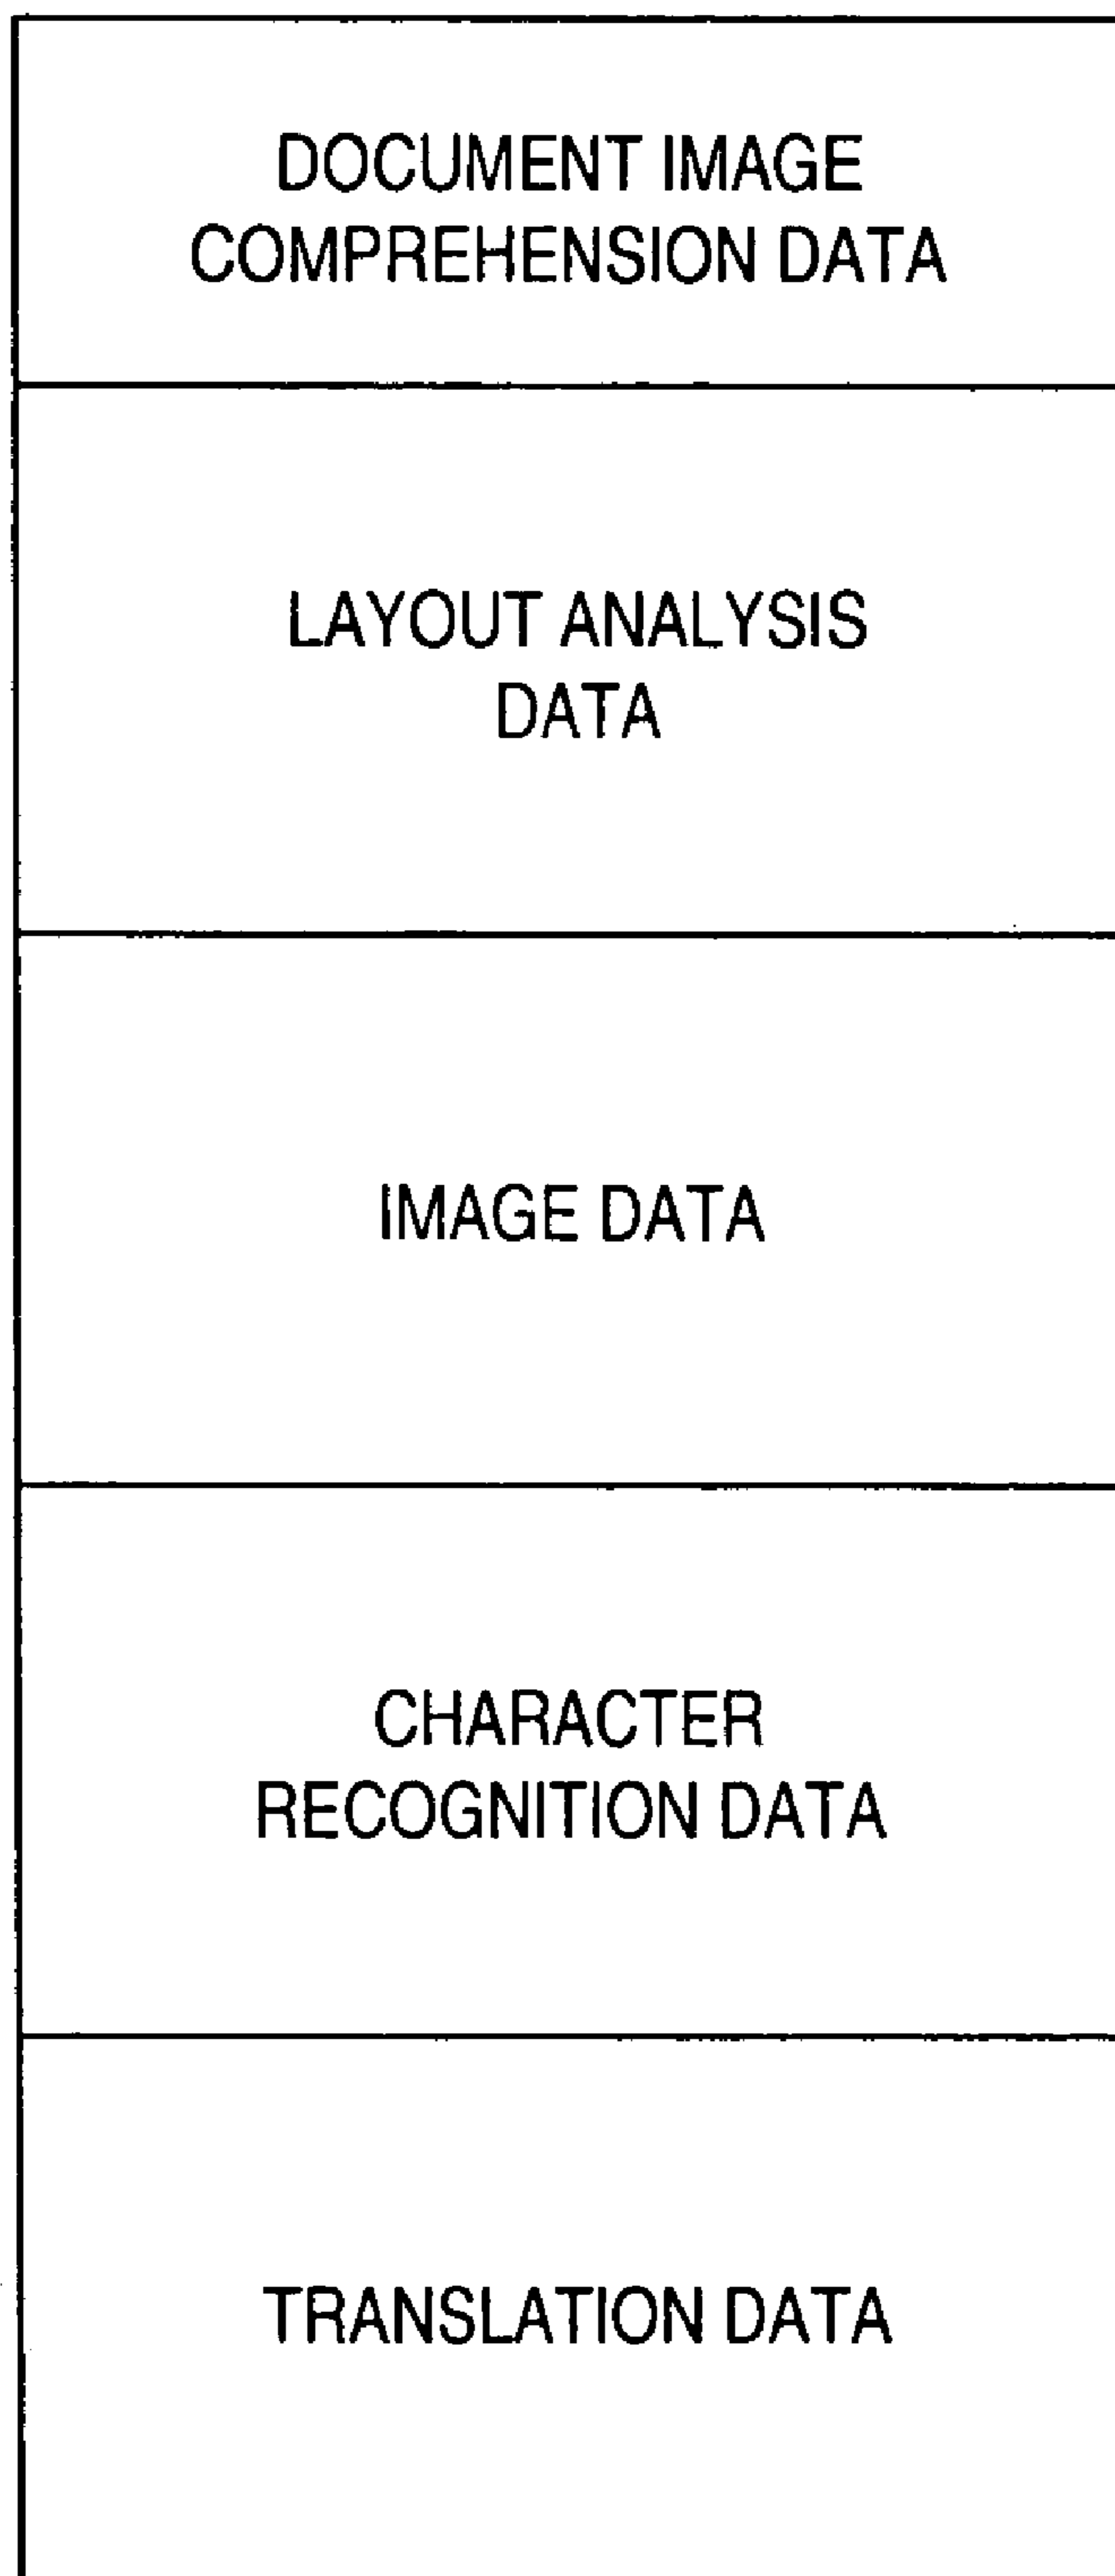 DOCUMENT IMAGE
COMPREHENSION DATA
LAYOUT ANALYSIS
DATA
IMAGE DATA
CHARACTER
RECOGNITION DATA
TRANSLATION DATA